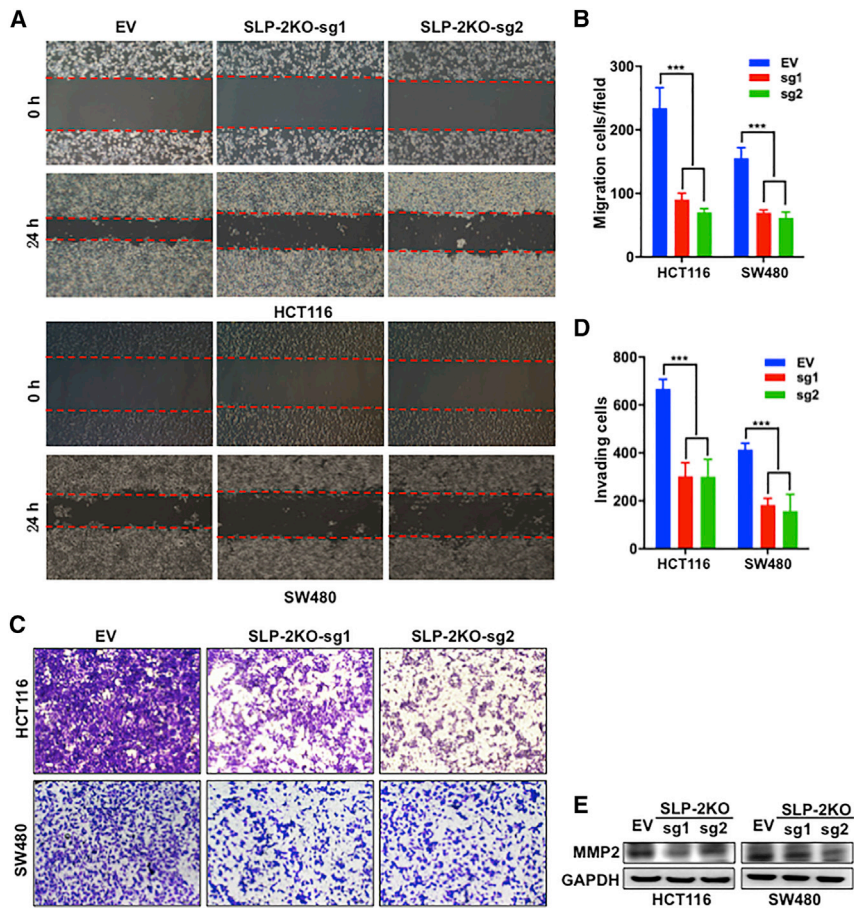 A
EV SLP-2KO-sg1 SLP-2KO-sg2
0 h
24 h
HCT116
0 h
24 h
SW480
B
Migration cells/field
300
200
100
0
***
***
EV
sg1
sg2
HCT116 SW480
D
Invading cells
800
600
400
200
0
***
***
EV
sg1
sg2
HCT116 SW480
C
EV SLP-2KO-sg1 SLP-2KO-sg2
HCT116
SW480
E
SLP-2KO SLP-2KO
EV sg1 sg2 EV sg1 sg2
MMP2
GAPDH
HCT116 SW480